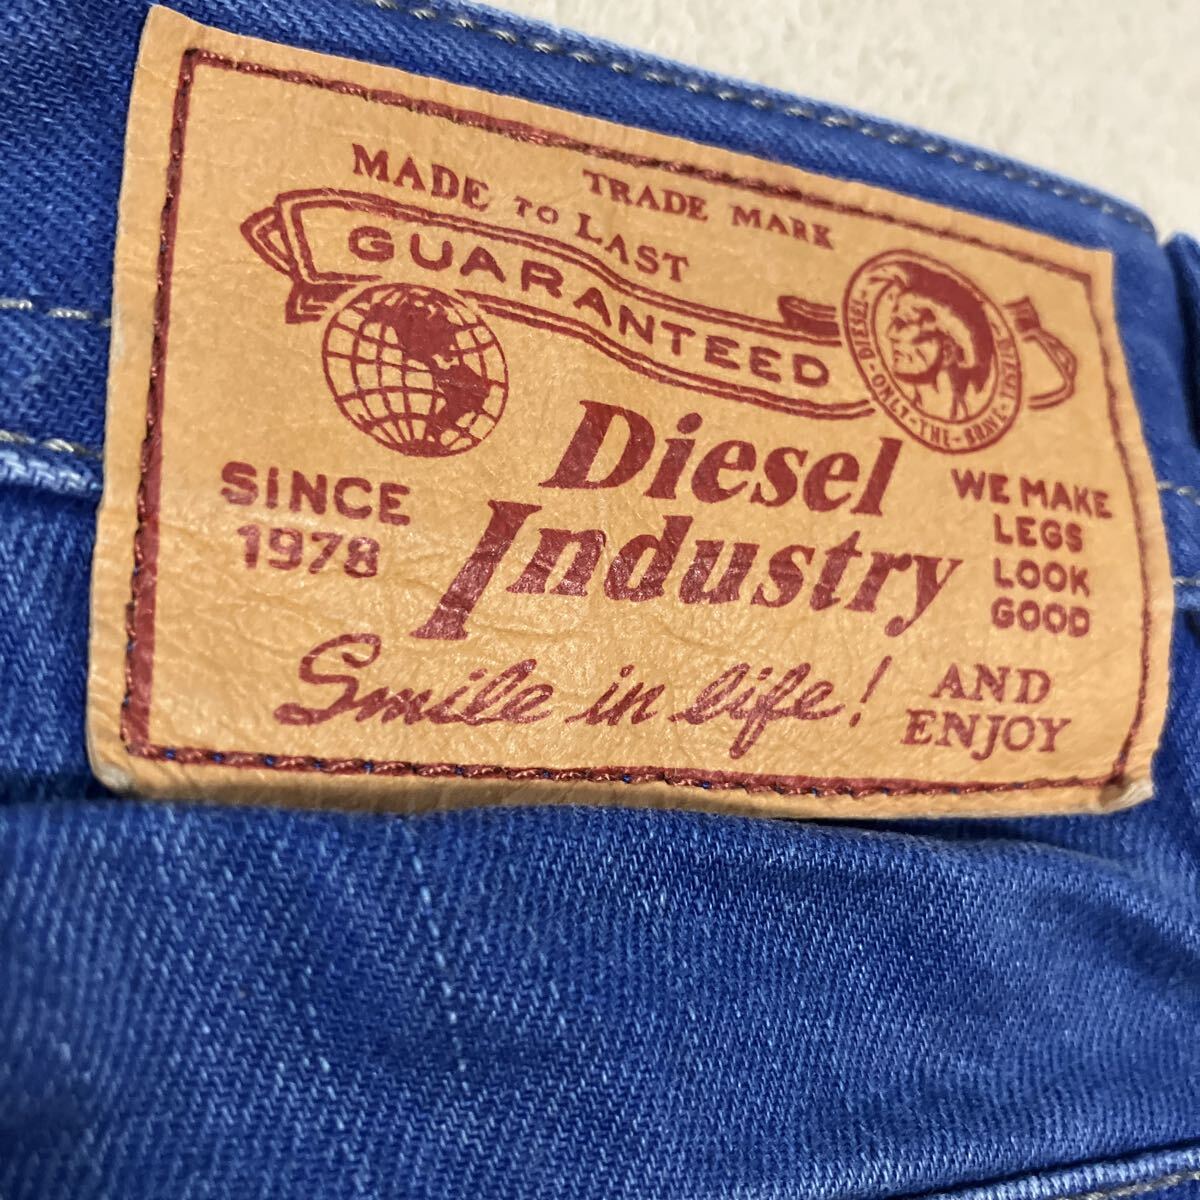 TRADE MARK
MADE TO LAST
GUARANTEED
DIESEL · ONLY · THE · BRAVE
SINCE
1978
Diesel
Industry
WE MAKE
LEGS
LOOK
GOOD
Smile in life!
AND
ENJOY